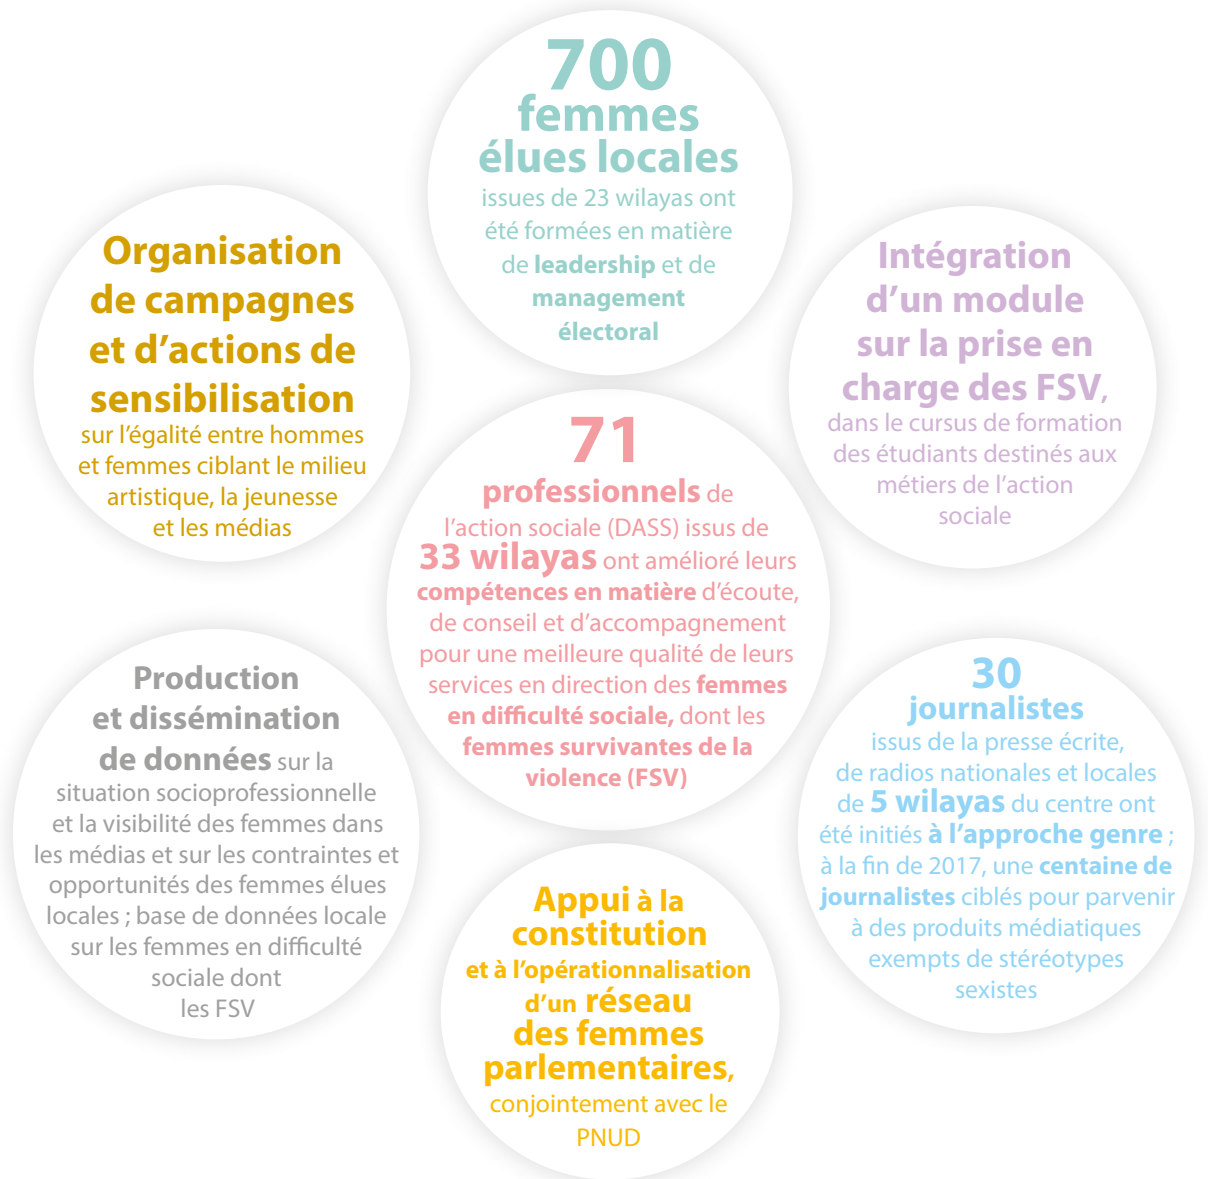 700
femmes
élues locales
issues de 23 wilayas ont
été formées en matière
de leadership et de
management
électoral
Organisation
de campagnes
et d’actions de
sensibilisation
sur l’égalité entre hommes
et femmes ciblant le milieu
artistique, la jeunesse
et les médias
Intégration
d’un module
sur la prise en
charge des FSV,
dans le cursus de formation
des étudiants destinés aux
métiers de l’action
sociale
71
professionnels de
l’action sociale (DASS) issus de
33 wilayas ont amélioré leurs
compétences en matière d’écoute,
de conseil et d’accompagnement
pour une meilleure qualité de leurs
services en direction des femmes
en difficulté sociale, dont les
femmes survivantes de la
violence (FSV)
Production
et dissémination
de données sur la
situation socioprofessionnelle
et la visibilité des femmes dans
les médias et sur les contraintes et
opportunités des femmes élues
locales ; base de données locale
sur les femmes en difficulté
sociale dont
les FSV
30
journalistes
issus de la presse écrite,
de radios nationales et locales
de 5 wilayas du centre ont
été initiés à l’approche genre ;
à la fin de 2017, une centaine de
journalistes ciblés pour parvenir
à des produits médiatiques
exempts de stéréotypes
sexistes
Appui à la
constitution
et à l’opérationnalisation
d’un réseau
des femmes
parlementaires,
conjointement avec le
PNUD